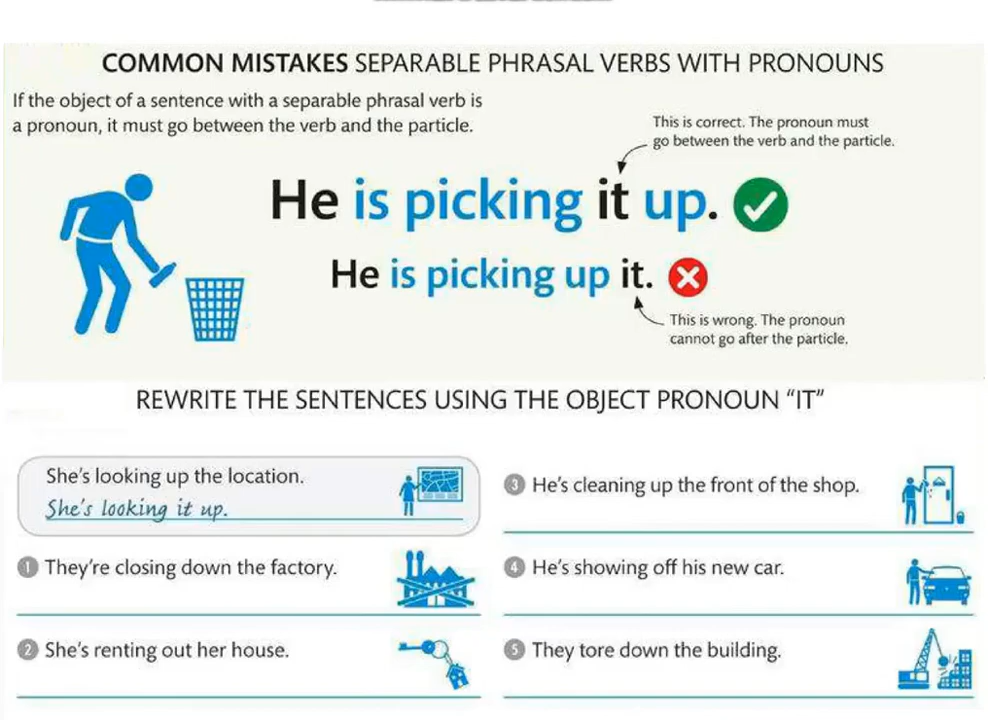 COMMON MISTAKES SEPARABLE PHRASAL VERBS WITH PRONOUNS
If the object of a sentence with a separable phrasal verb is
a pronoun, it must go between the verb and the particle.
This is correct. The pronoun must
go between the verb and the particle.
He is picking it up.
He is picking up it.
This is wrong. The pronoun
cannot go after the particle.
REWRITE THE SENTENCES USING THE OBJECT PRONOUN “IT”
She’s looking up the location.
She’s looking it up.
1 They’re closing down the factory.
2 She’s renting out her house.
3 He’s cleaning up the front of the shop.
4 He’s showing off his new car.
5 They tore down the building.